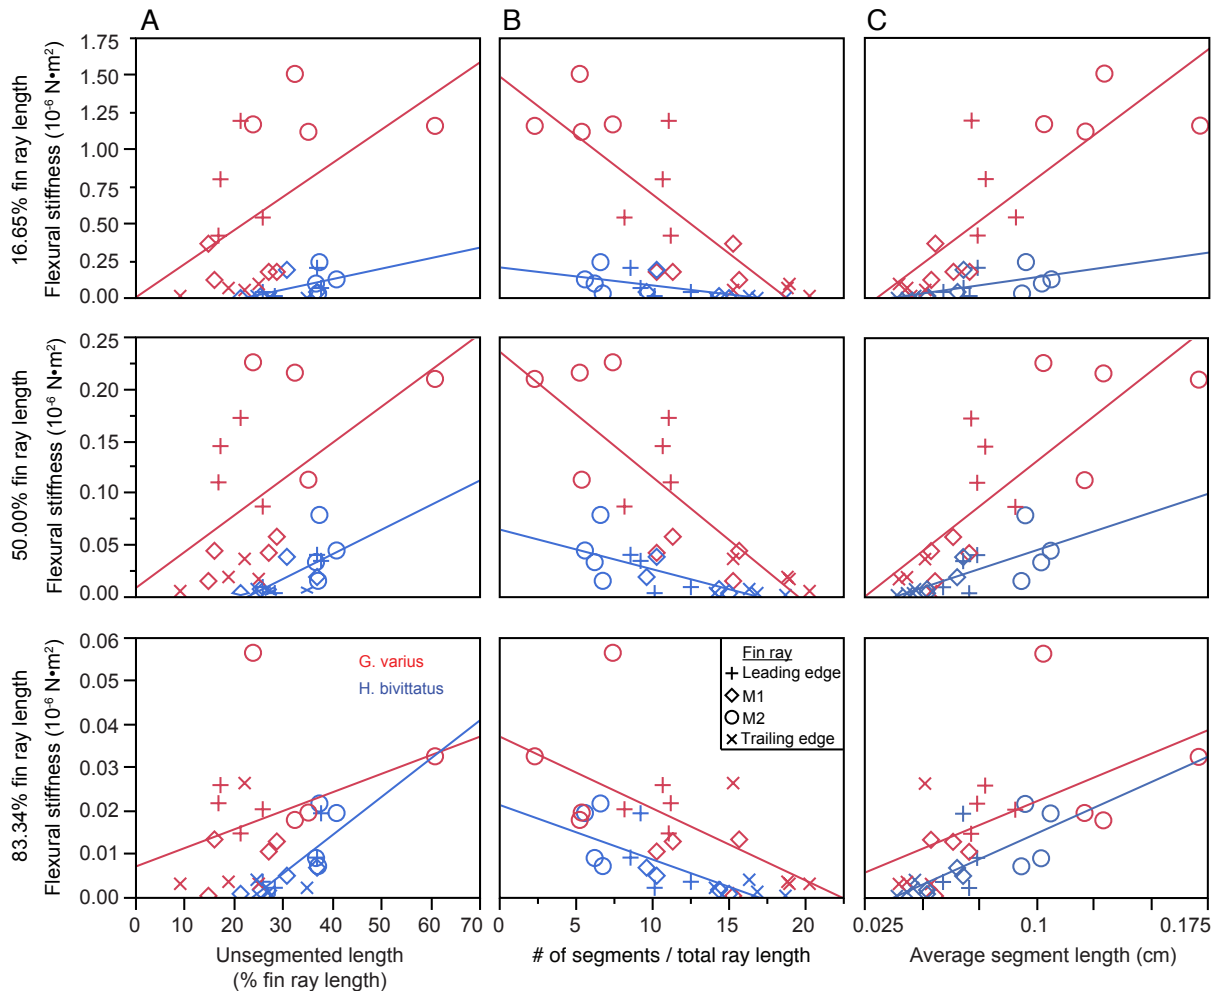 A
B
C
16.65% fin ray length
Flexural stiffness (10-6 N•m2)
1.75
1.50
1.25
1.00
0.75
0.50
0.25
0.00
50.00% fin ray length
Flexural stiffness (10-6 N•m2)
0.25
0.20
0.15
0.10
0.05
0.00
83.34% fin ray length
Flexural stiffness (10-6 N•m2)
0.06
0.05
0.04
0.03
0.02
0.01
0.00
G. varius
H. bivittatus
Fin ray
Leading edge
M1
M2
Trailing edge
0 10 20 30 40 50 60 70
Unsegmented length
(% fin ray length)
0 5 10 15 20
# of segments / total ray length
0.025 0.1 0.175
Average segment length (cm)